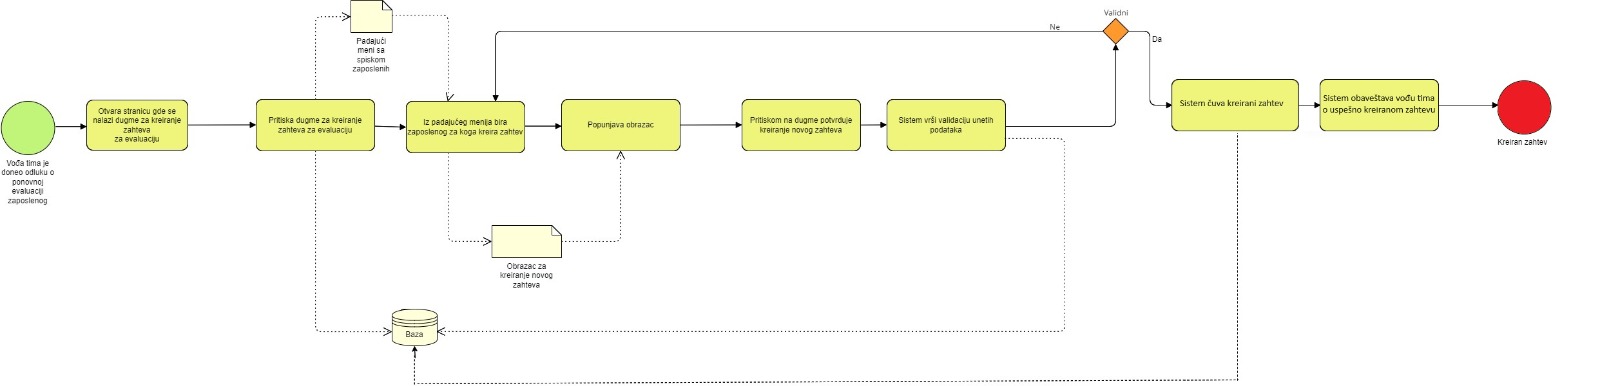 Validni
Ne
Da
Padajući
meni sa
spiskom
zaposlenih
Vođa tima je
doneo odluku o
ponovnoj
evaluaciji
zaposlenog
Otvara stranicu gde se
nalazi dugme za kreiranje
zahteva
za evaluaciju
Pritiska dugme za kreiranje
zahteva za evaluaciju
Iz padajućeg menija bira
zaposlenog za koga kreira zahtev
Popunjava obrazac
Pritiskom na dugme potvrđuje
kreiranje novog zahteva
Sistem vrši validaciju unetih
podataka
Sistem čuva kreirani zahtev
Sistem obaveštava vođu tima
o uspešno kreiranom zahtevu
Kreiran zahtev
Obrazac za
kreiranje novog
zahteva
Baza